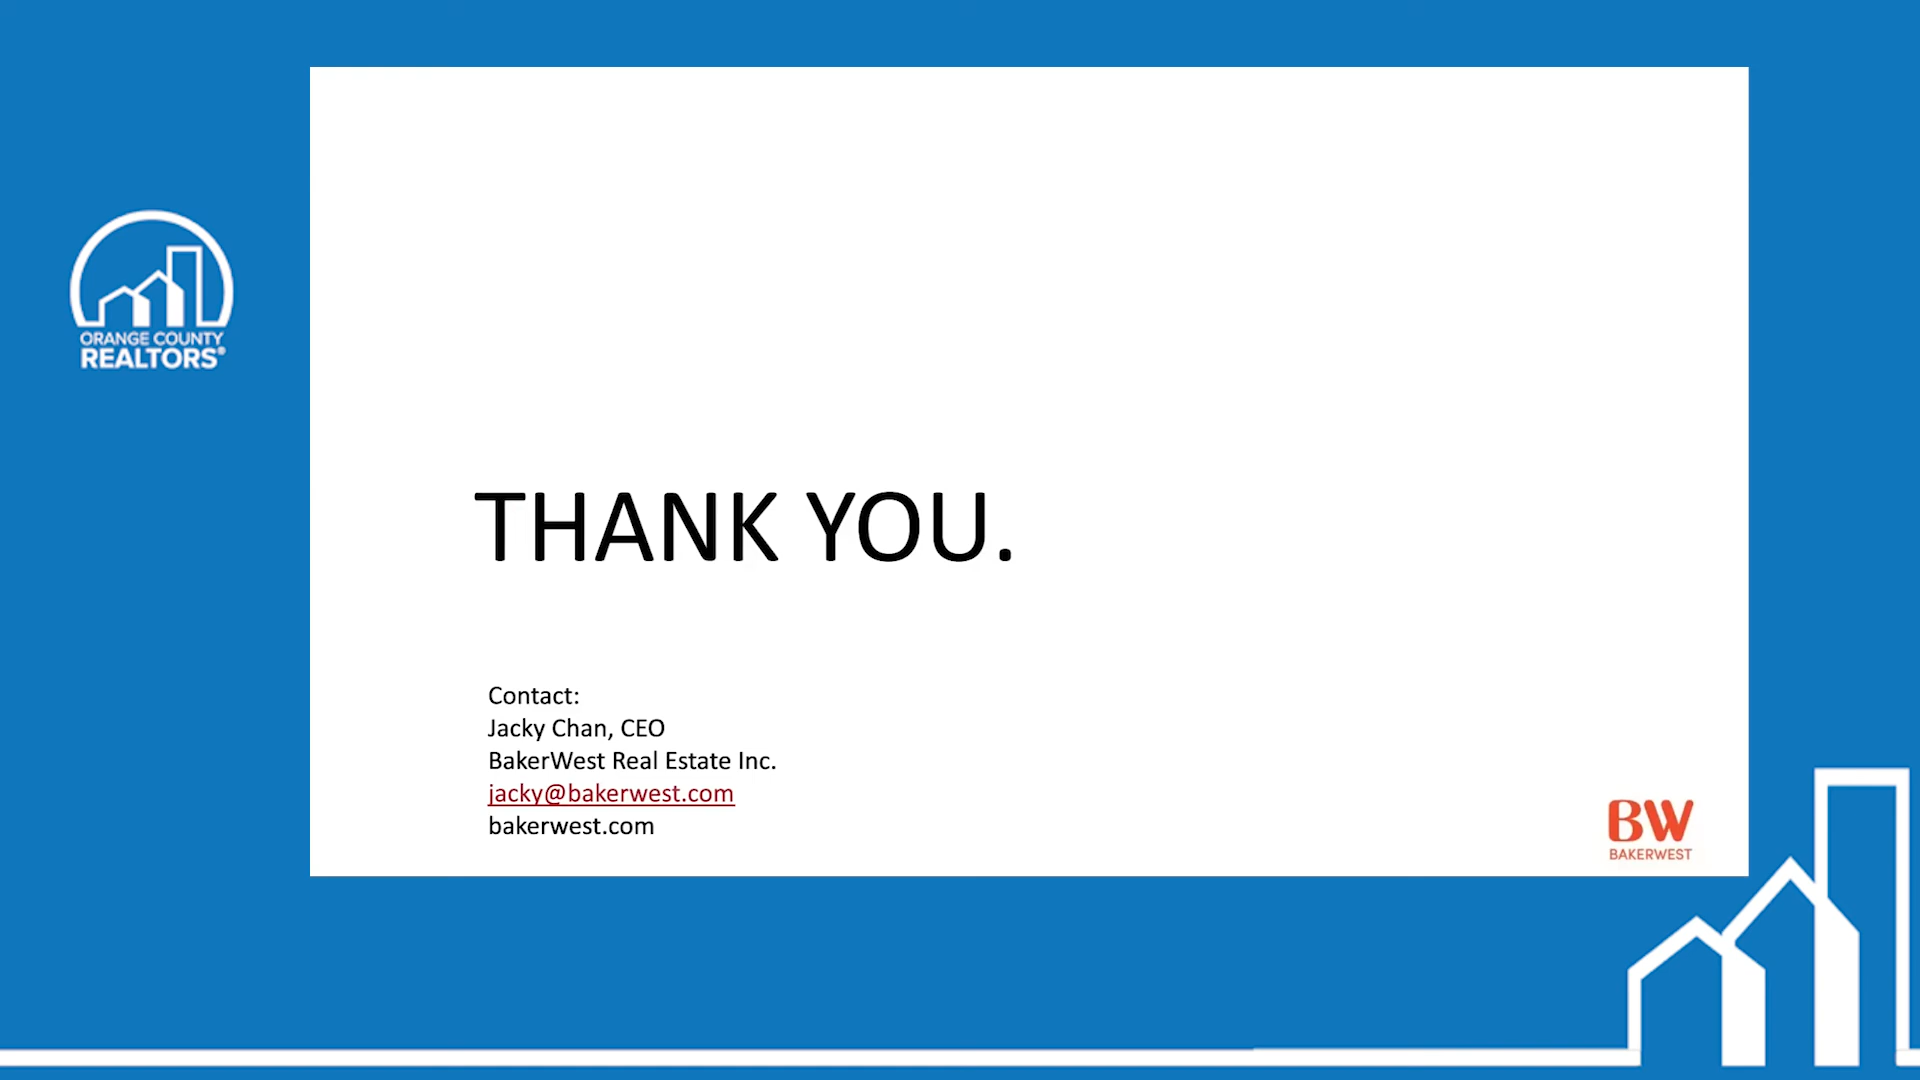 ORANGE COUNTY
REALTORS®
THANK YOU.
Contact:
Jacky Chan, CEO
BakerWest Real Estate Inc.
jacky@bakerwest.com
bakerwest.com
BW
BAKERWEST